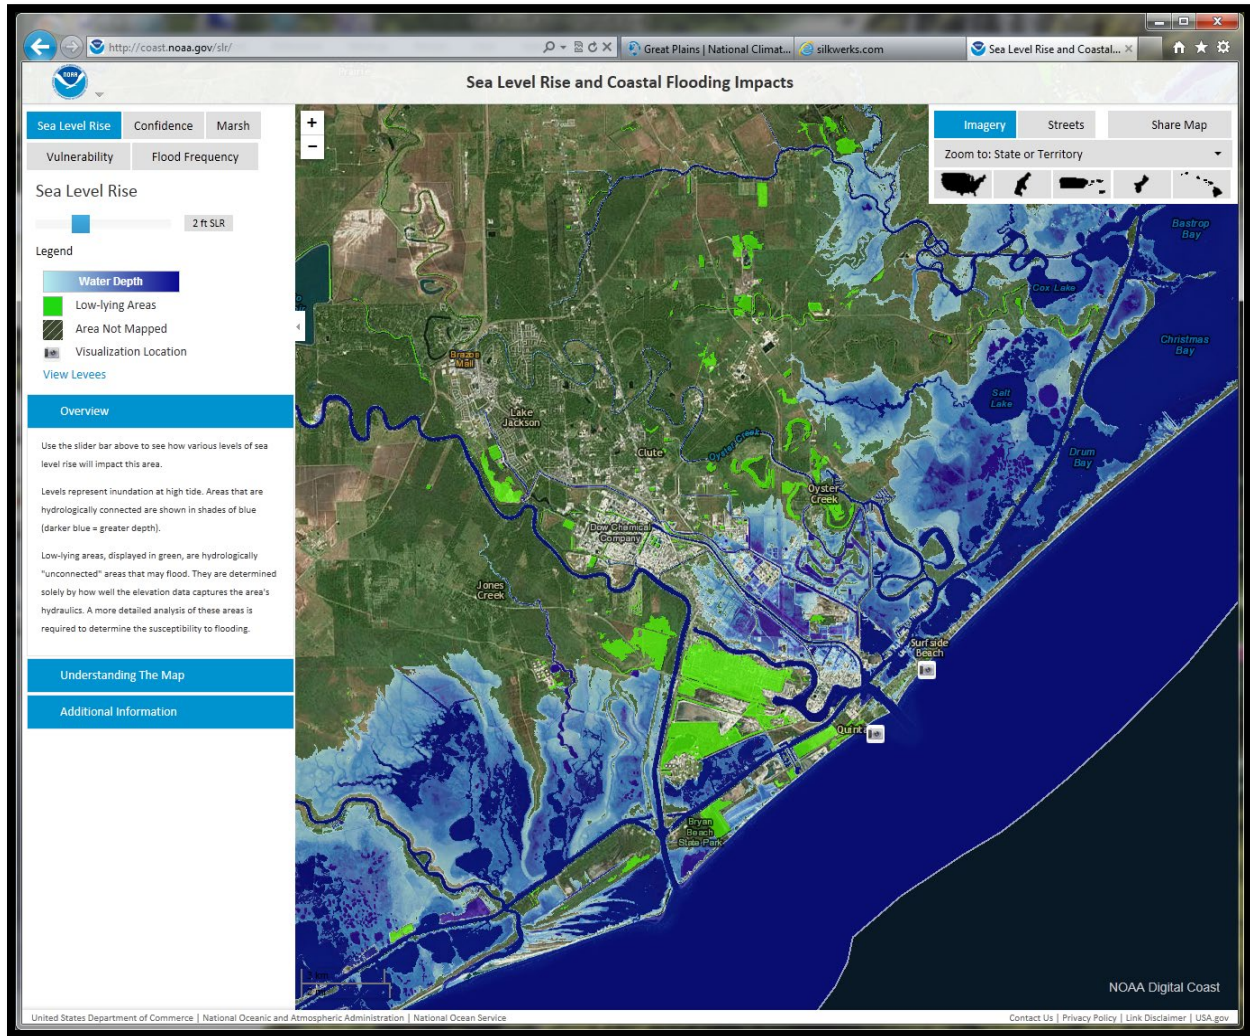 http://coast.noaa.gov/slr/
Great Plains | National Climat...
silkwerks.com
Sea Level Rise and Coastal...
NOAA
Sea Level Rise and Coastal Flooding Impacts
Sea Level Rise
Confidence
Marsh
Vulnerability
Flood Frequency
Sea Level Rise
2 ft SLR
Legend
Water Depth
Low-lying Areas
Area Not Mapped
Visualization Location
View Levees
Overview
Use the slider bar above to see how various levels of sea
level rise will impact this area.
Levels represent inundation at high tide. Areas that are
hydrologically connected are shown in shades of blue
(darker blue = greater depth).
Low-lying areas, displayed in green, are hydrologically
"unconnected" areas that may flood. They are determined
solely by how well the elevation data captures the area's
hydraulics. A more detailed analysis of these areas is
required to determine the susceptibility to flooding.
Understanding The Map
Additional Information
+
−
Imagery
Streets
Share Map
Zoom to: State or Territory
Bastrop
Bay
Cox Lake
Christmas
Bay
Salt
Lake
Drum
Bay
Brazos
Mall
Lake
Jackson
Clute
Oyster Creek
Oyster
Creek
Dow Chemical
Company
Jones
Creek
Surfside
Beach
Quinta
Bryan
Beach
State Park
NOAA Digital Coast
United States Department of Commerce | National Oceanic and Atmospheric Administration | National Ocean Service
Contact Us | Privacy Policy | Link Disclaimer | USA.gov